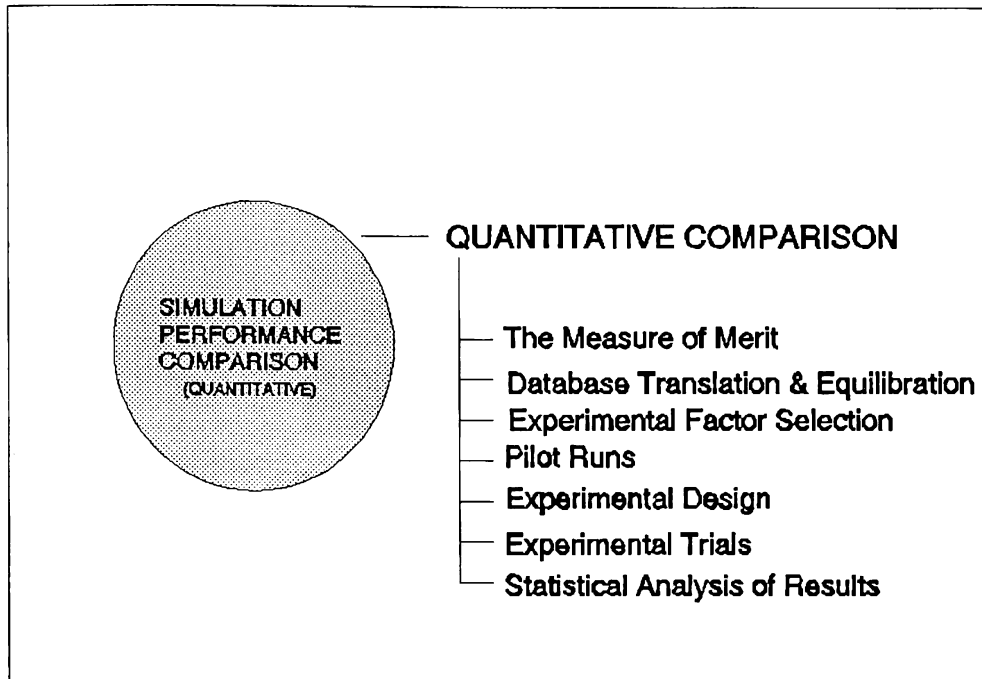 SIMULATION
PERFORMANCE
COMPARISON
(QUANTITATIVE)
QUANTITATIVE COMPARISON
The Measure of Merit
Database Translation & Equilibration
Experimental Factor Selection
Pilot Runs
Experimental Design
Experimental Trials
Statistical Analysis of Results